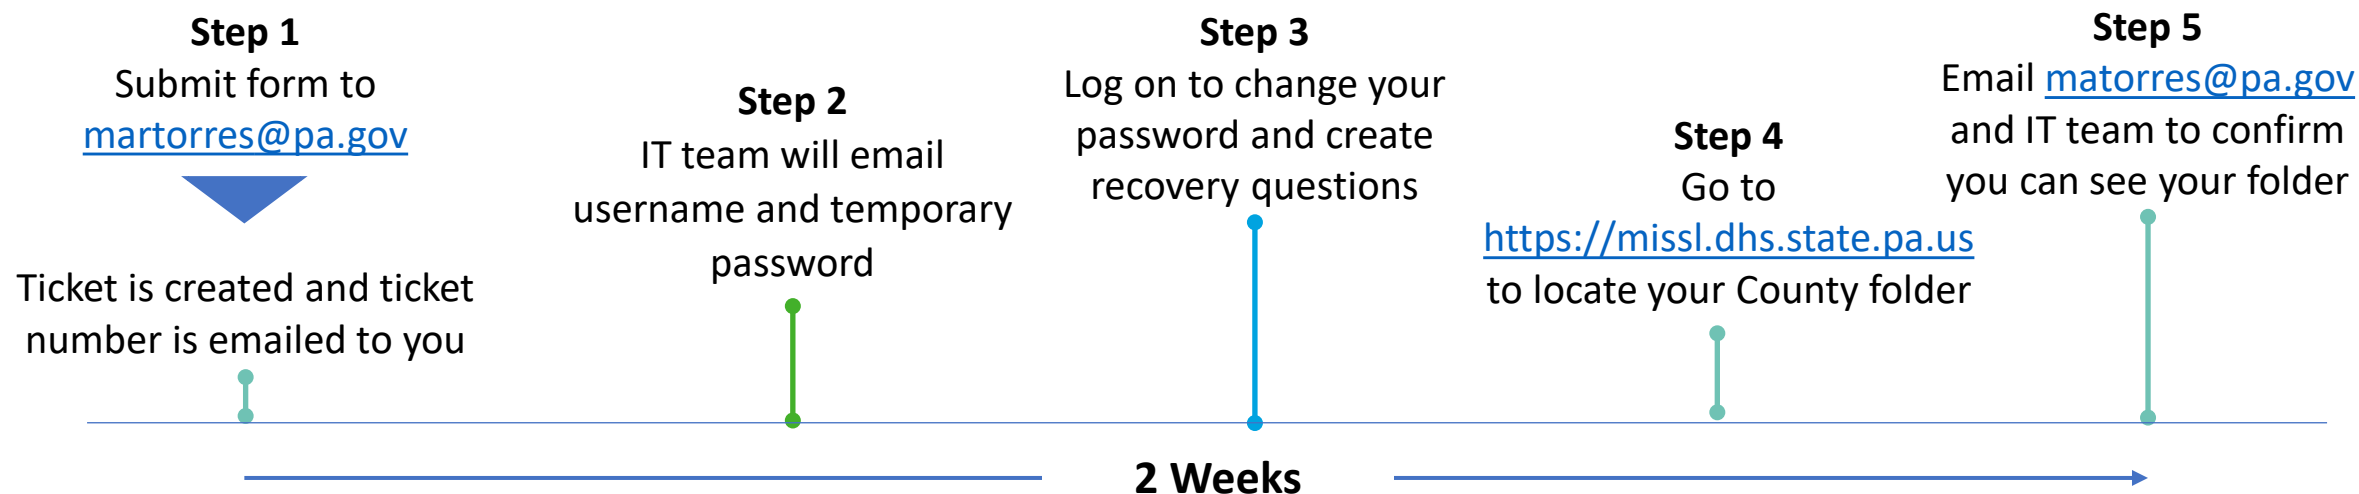 Step 1
Submit form to
martorres@pa.gov
Ticket is created and ticket
number is emailed to you
Step 2
IT team will email
username and temporary
password
Step 3
Log on to change your
password and create
recovery questions
Step 4
Go to
https://missl.dhs.state.pa.us
to locate your County folder
Step 5
Email matorres@pa.gov
and IT team to confirm
you can see your folder
2 Weeks